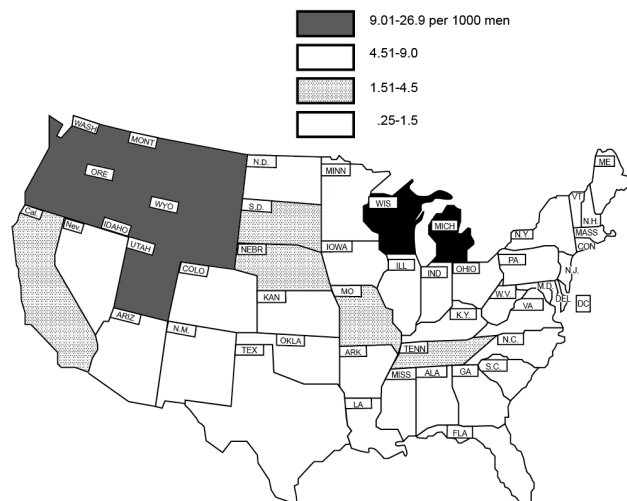 9.01-26.9 per 1000 men
4.51-9.0
1.51-4.5
.25-1.5
WASH
MONT
ORE
WYO
Cal.
Nev.
IDAHO
UTAH
N.D.
S.D.
NEBR
COLO
KAN
ARIZ
N.M.
TEX
OKLA
MINN
IOWA
MO
ARK
LA
WIS
MICH
ILL
IND
OHIO
K.Y.
TENN
MISS
ALA
GA
FLA
S.C.
N.C.
VA
W.V.
M.D.
DEL
DC
PA
N.J.
N.Y.
CON
MASS
N.H.
VT
ME